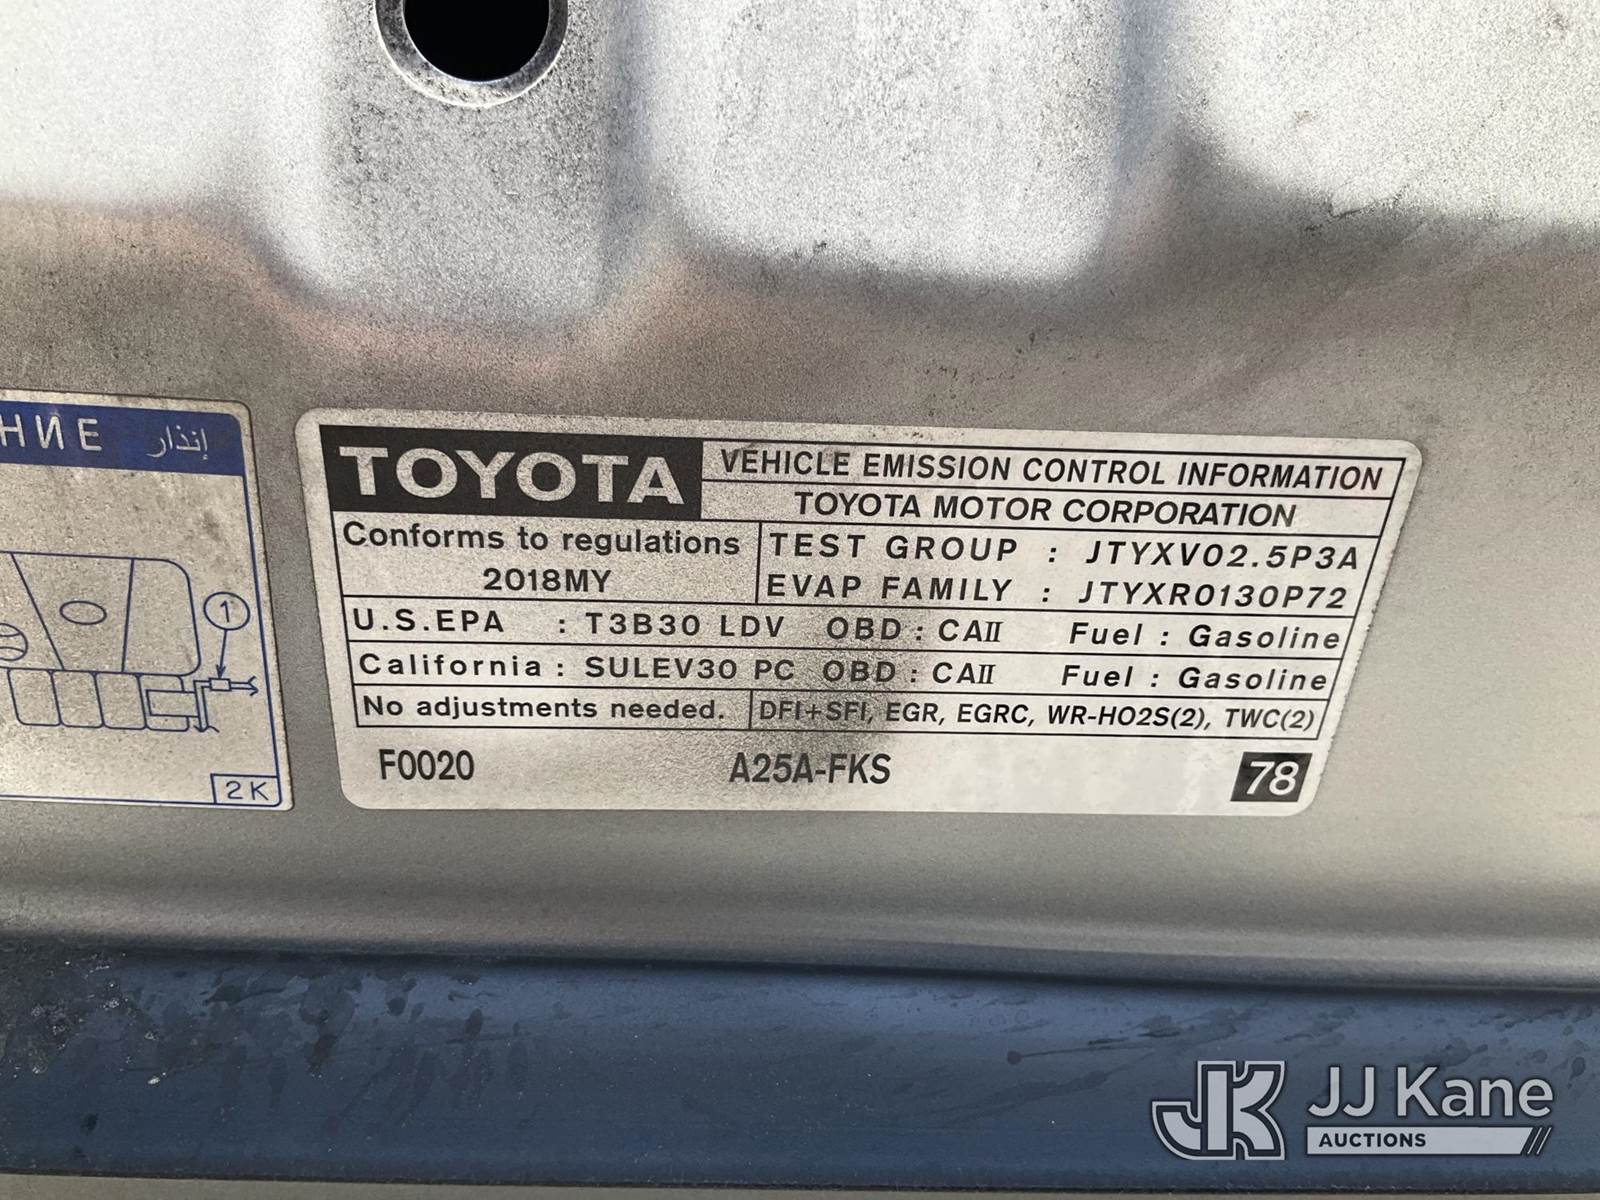 НИЕ إنذار
1
2K
TOYOTA VEHICLE EMISSION CONTROL INFORMATION
TOYOTA MOTOR CORPORATION
Conforms to regulations
2018MY
TEST GROUP : JTYXV02.5P3A
EVAP FAMILY : JTYXR0130P72
U.S.EPA : T3B30 LDV OBD : CAII Fuel : Gasoline
California : SULEV30 PC OBD : CAII Fuel : Gasoline
No adjustments needed. DFI+SFI, EGR, EGRC, WR-HO2S(2), TWC(2)
F0020 A25A-FKS 78
JK JJ Kane
AUCTIONS